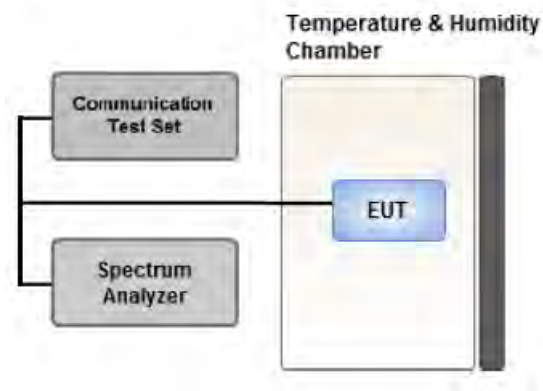 Temperature & Humidity
Chamber
Communication
Test Set
EUT
Spectrum
Analyzer